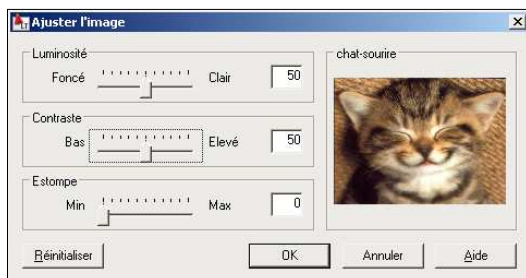 Ajuster l'image
Luminosité
Foncé Clair 50
Contraste
Bas Elevé 50
Estompe
Min Max 0
chat-sourire
Réinitialiser OK Annuler Aide